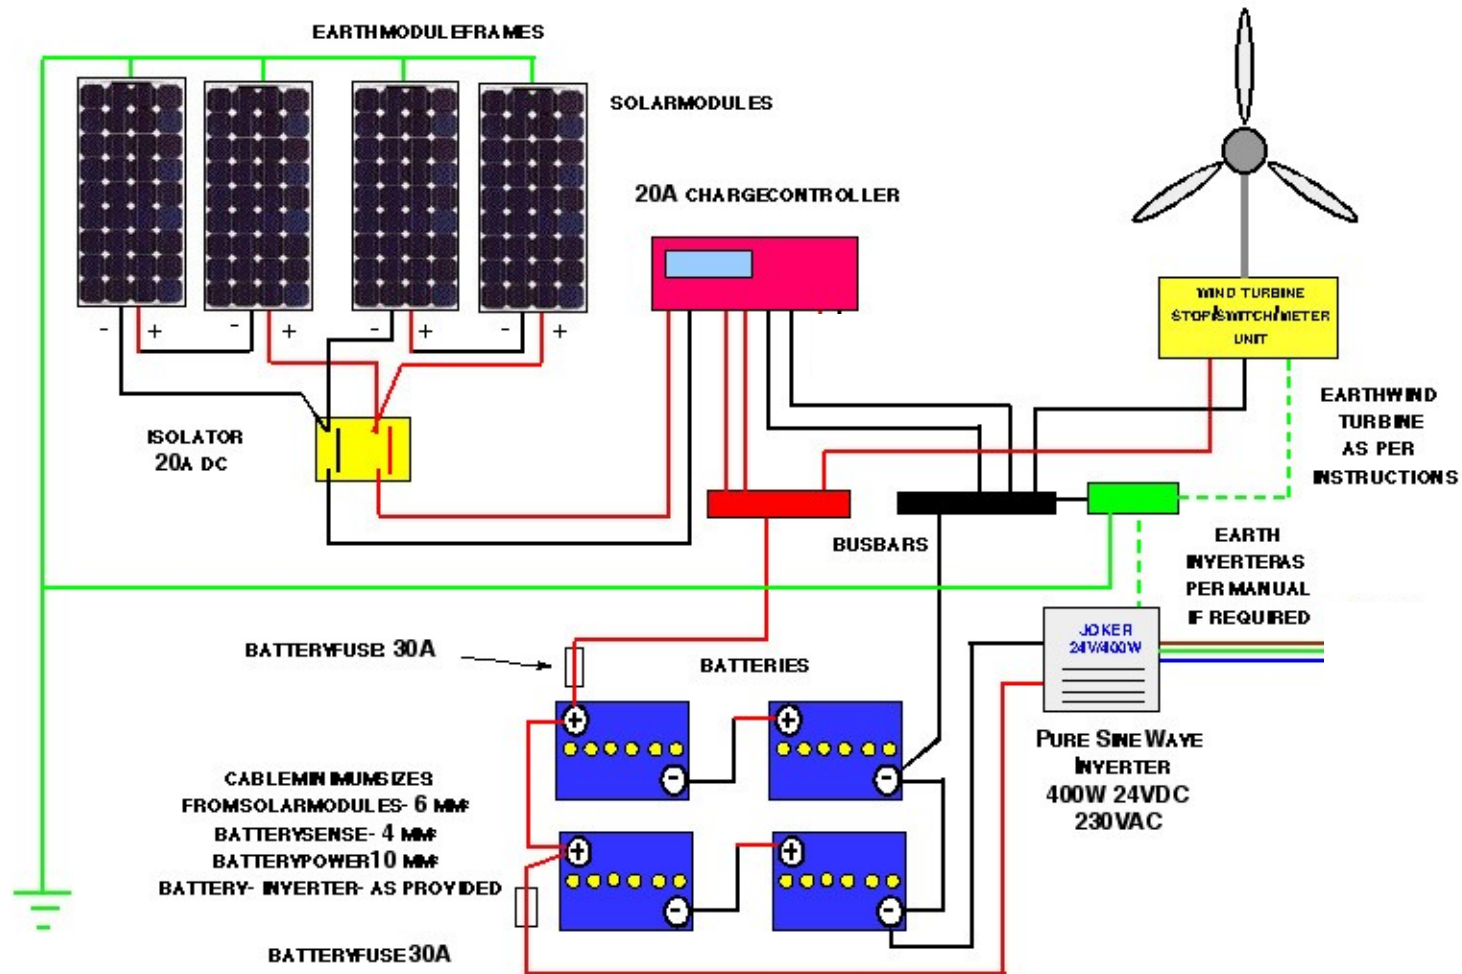 EARTHMODULEFRAMES
SOLARMODULES
20A CHARGECONTROLLER
- + - + - + - +
WIND TURBINE
STOP/SWITCH/METER
UNIT
ISOLATOR
20A DC
EARTHWIND
TURBINE
AS PER
INSTRUCTIONS
BUSBARS
EARTH
INVERTERAS
PER MANUAL
IF REQUIRED
BATTERYFUSE: 30A
BATTERIES
JOKER
24V/400W
+ +
- -
PURE SINE WAVE
INVERTER
400W 24VDC
230VAC
CABLEMINIMUMSIZES
FROMSOLARMODULES- 6 MM²
BATTERYSENSE- 4 MM²
BATTERYPOWER10 MM²
BATTERY- INVERTER- AS PROVIDED
+ +
- -
BATTERYFUSE30A